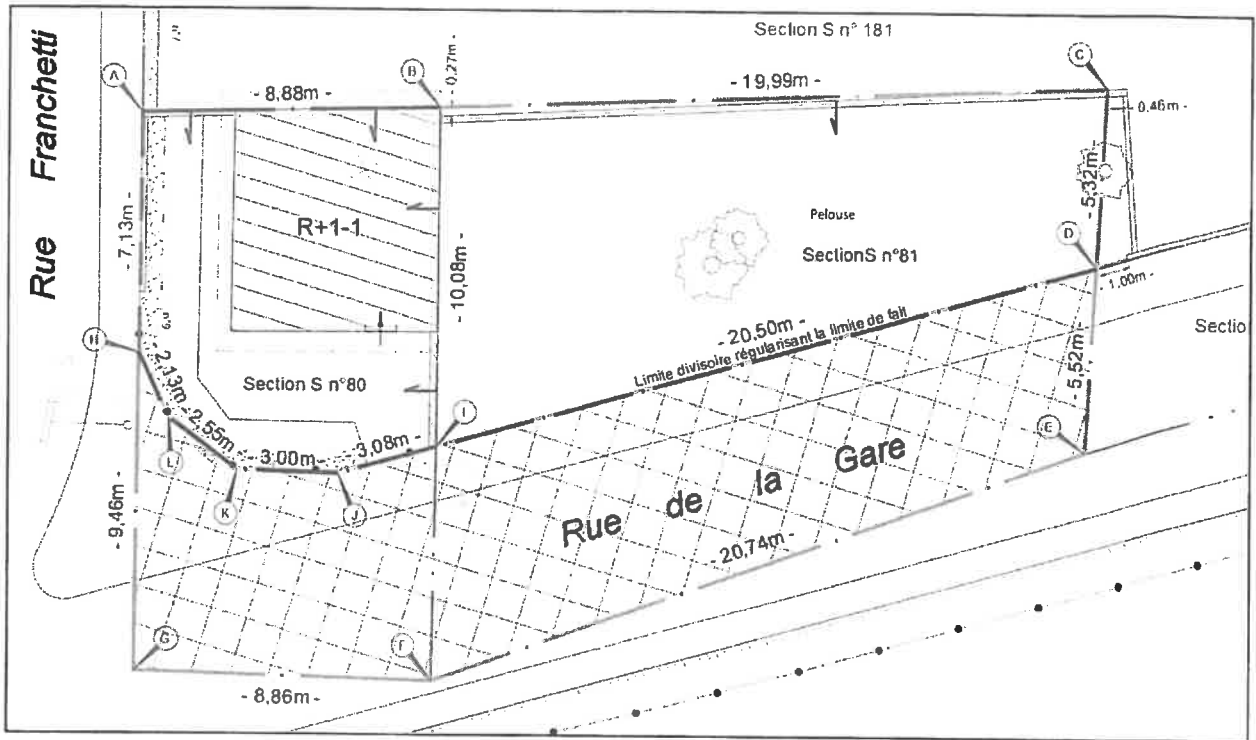 Section S n° 181
Rue Franchetti
A
B
C
- 8,88m -
0,27m -
- 19,99m -
0,46m -
- 5,32m -
R+1-1
- 7,13m -
- 10,08m -
Pelouse
SectionS n°81
D
- 1,00m -
H
- 20,50m -
Limite divisoire régularisant la limite de fait
Sectio
- 2,13m -
Section S n°80
- 5,52m -
I
E
- 2,55m -
- 3,08m -
- 3,00m -
L
K
J
- 9,46m -
Rue de la Gare
- 20,74m -
G
F
- 8,86m -